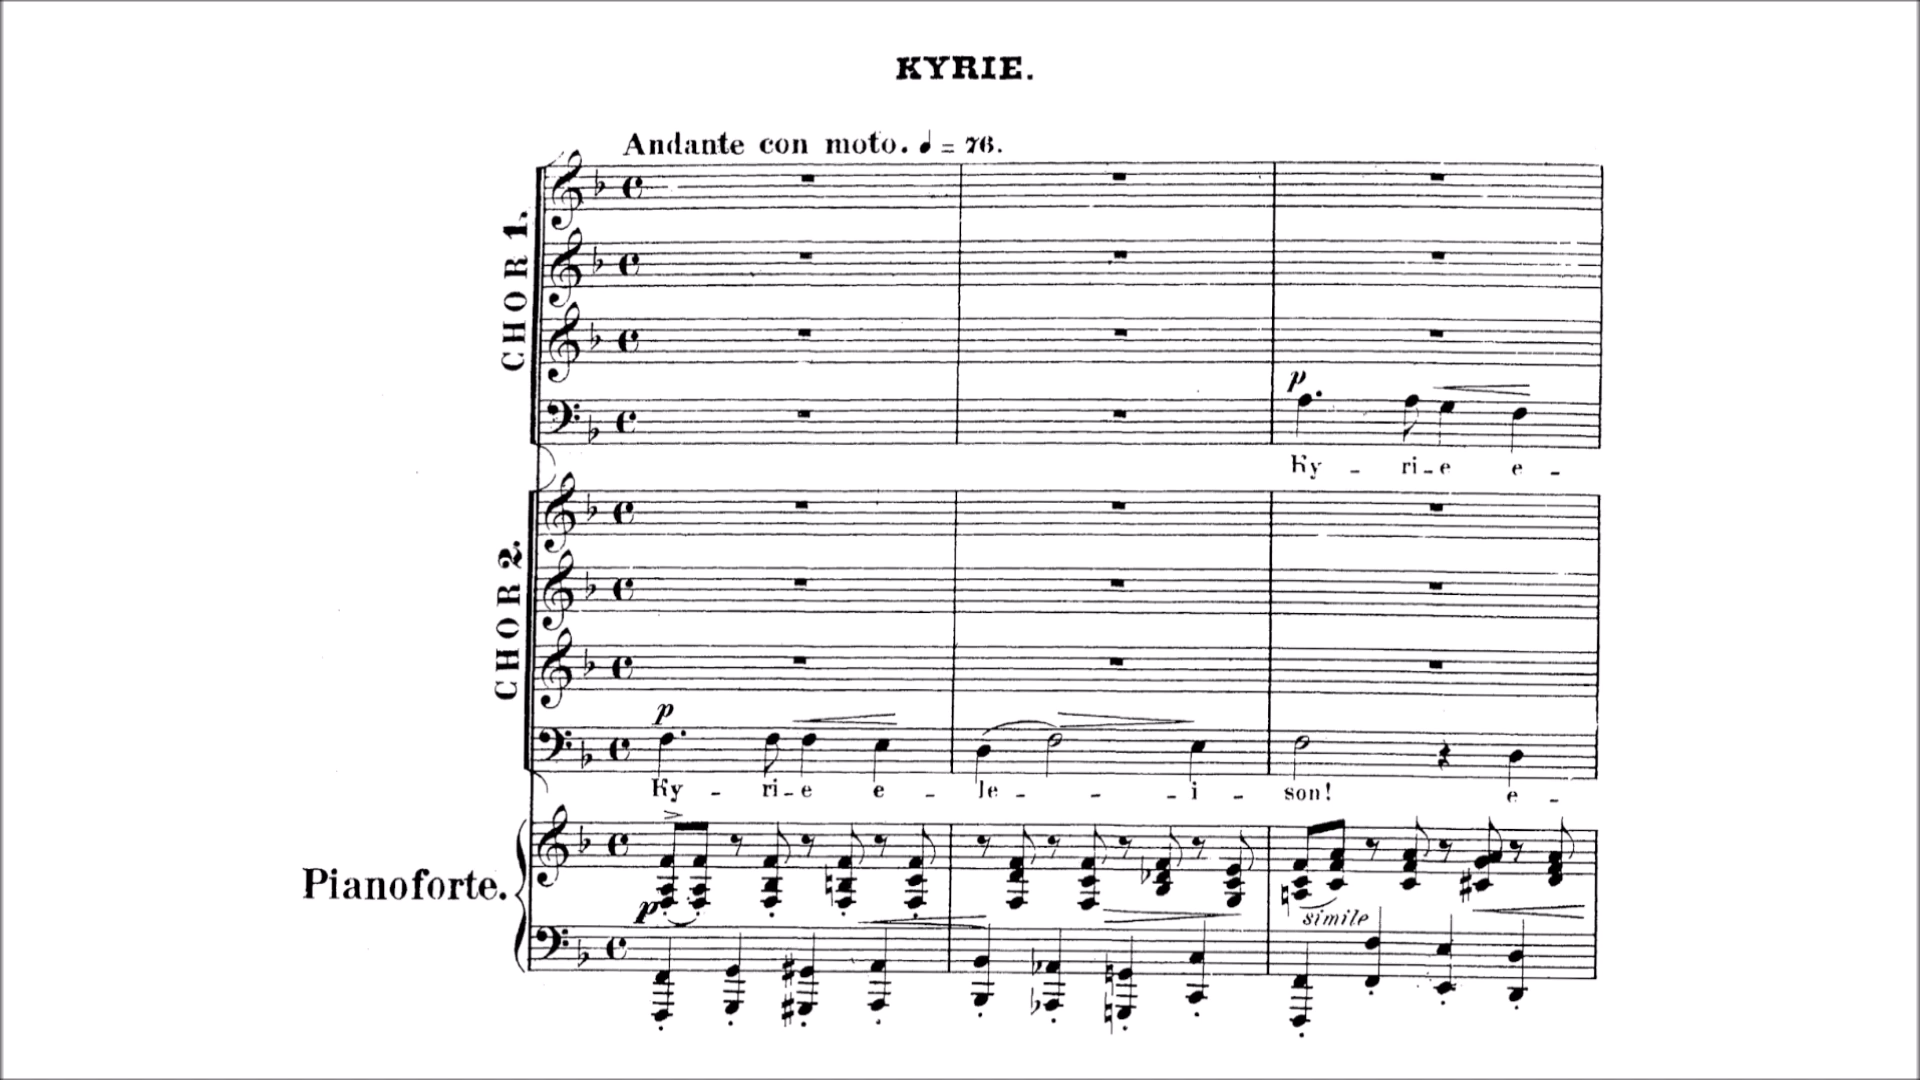 KYRIE.
Andante con moto. ♩ = 76.
CHOR 1.
p
Ky - ri - e e -
CHOR 2.
p
Ky - ri - e e - le - - - i - son! e -
Pianoforte.
p
simile